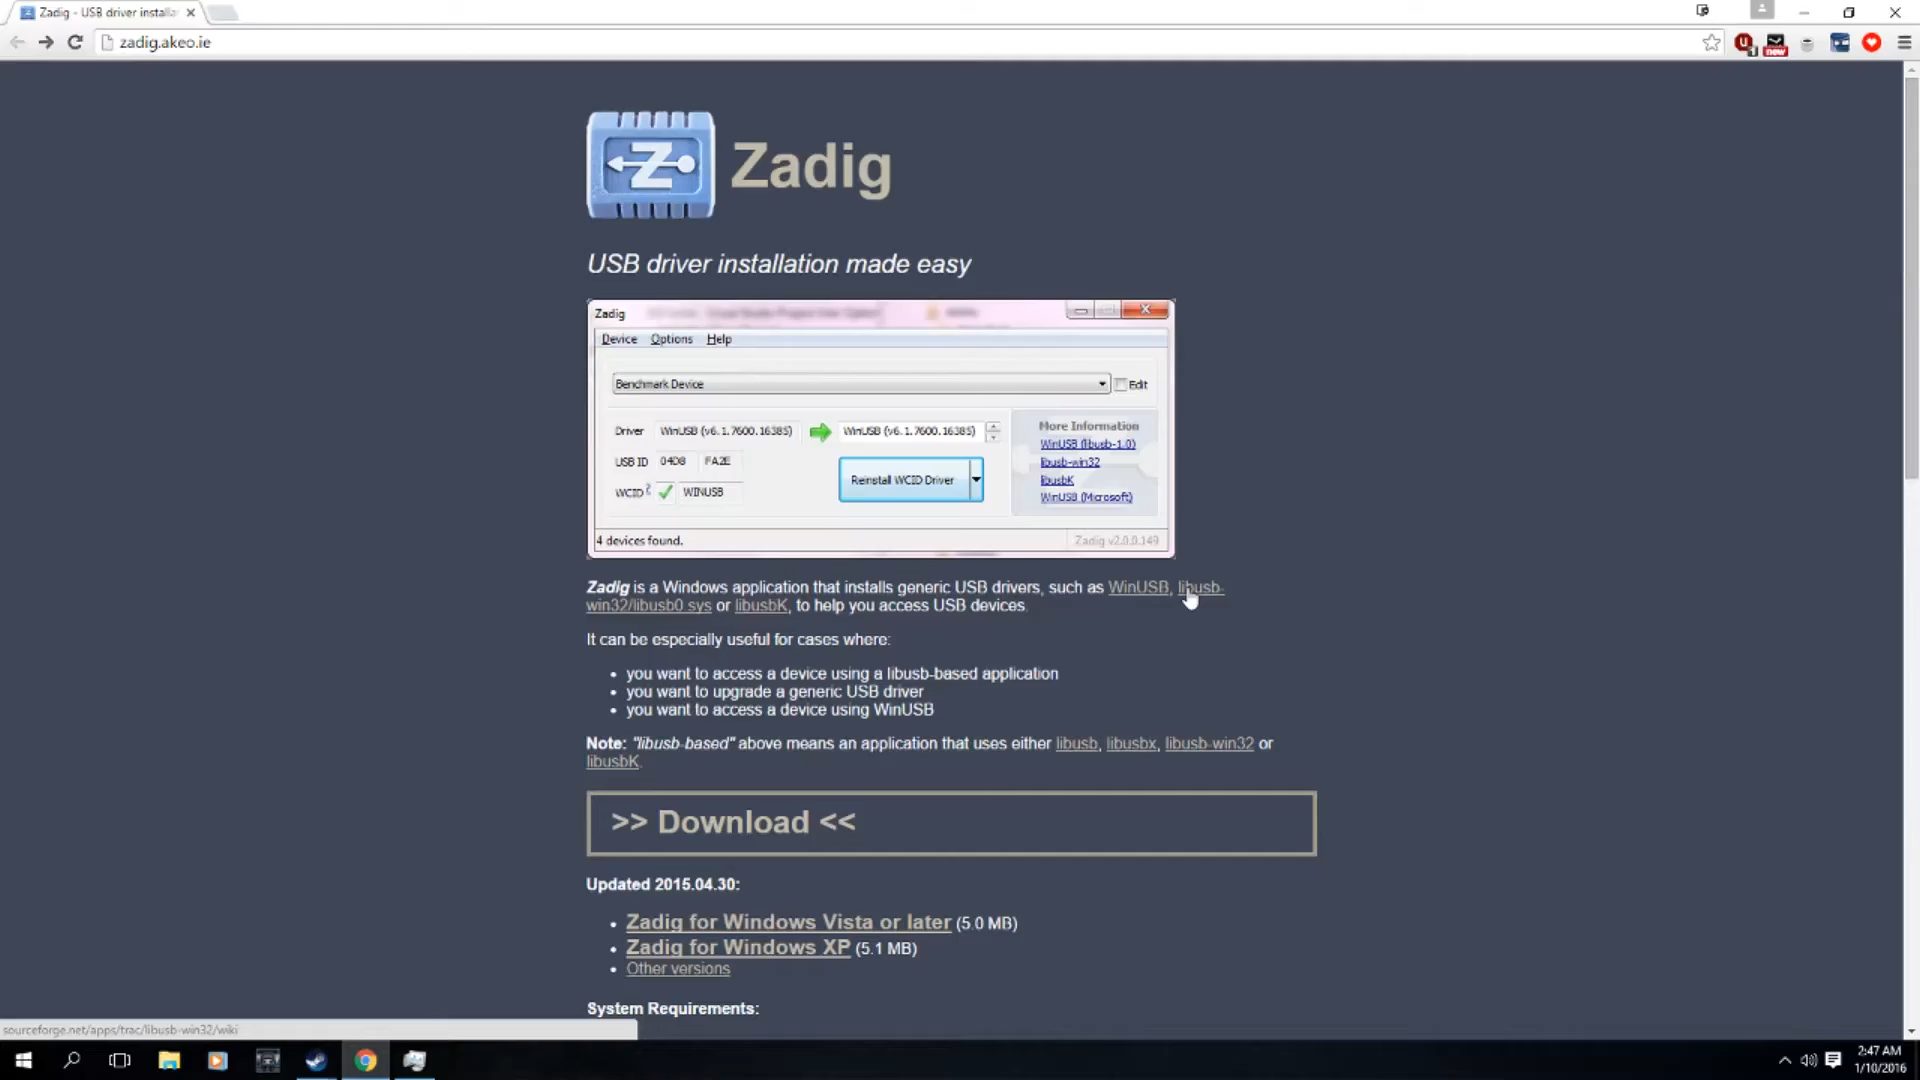 Zadig - USB driver installa
zadig.akeo.ie
new
Z Zadig
USB driver installation made easy
Zadig
Device Options Help
Benchmark Device Edit
Driver WinUSB (v6.1.7600.16385) WinUSB (v6.1.7600.16385)
USB ID 04D8 FA2E
WCID ? WINUSB
Reinstall WCID Driver
More Information
WinUSB (libusb-1.0)
libusb-win32
libusbK
WinUSB (Microsoft)
4 devices found. Zadig v2.0.0.149
Zadig is a Windows application that installs generic USB drivers, such as WinUSB, libusb-
win32/libusb0.sys or libusbK, to help you access USB devices.
It can be especially useful for cases where:
• you want to access a device using a libusb-based application
• you want to upgrade a generic USB driver
• you want to access a device using WinUSB
Note: "libusb-based" above means an application that uses either libusb, libusbx, libusb-win32 or
libusbK.
>> Download <<
Updated 2015.04.30:
• Zadig for Windows Vista or later (5.0 MB)
• Zadig for Windows XP (5.1 MB)
• Other versions
System Requirements:
sourceforge.net/apps/trac/libusb-win32/wiki
2:47 AM
1/10/2016